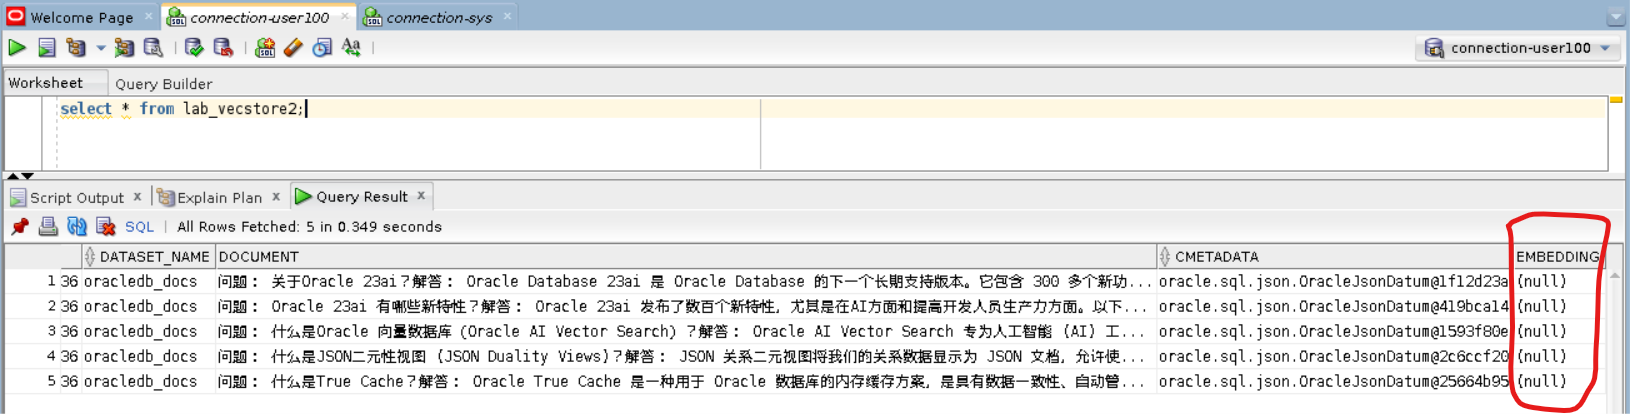 Welcome Page connection-user100 connection-sys
connection-user100
Worksheet Query Builder
select * from lab_vecstore2;
Script Output Explain Plan Query Result
SQL All Rows Fetched: 5 in 0.349 seconds
DATASET_NAME DOCUMENT CMETADATA EMBEDDING
1 36 oracledb_docs 问题： 关于Oracle 23ai？解答： Oracle Database 23ai 是 Oracle Database 的下一个长期支持版本。它包含 300 多个新功... oracle.sql.json.OracleJsonDatum@1f12d23a (null)
2 36 oracledb_docs 问题： Oracle 23ai 有哪些新特性？解答： Oracle 23ai 发布了数百个新特性，尤其是在AI方面和提高开发人员生产力方面。以下... oracle.sql.json.OracleJsonDatum@419bca14 (null)
3 36 oracledb_docs 问题： 什么是Oracle 向量数据库 (Oracle AI Vector Search) ？解答： Oracle AI Vector Search 专为人工智能 (AI) 工... oracle.sql.json.OracleJsonDatum@1593f80e (null)
4 36 oracledb_docs 问题： 什么是JSON二元性视图 (JSON Duality Views)？解答： JSON 关系二元视图将我们的关系数据显示为 JSON 文档，允许使... oracle.sql.json.OracleJsonDatum@2c6ccf20 (null)
5 36 oracledb_docs 问题： 什么是True Cache？解答： Oracle True Cache 是一种用于 Oracle 数据库的内存缓存方案，是具有数据一致性、自动管... oracle.sql.json.OracleJsonDatum@25664b95 (null)